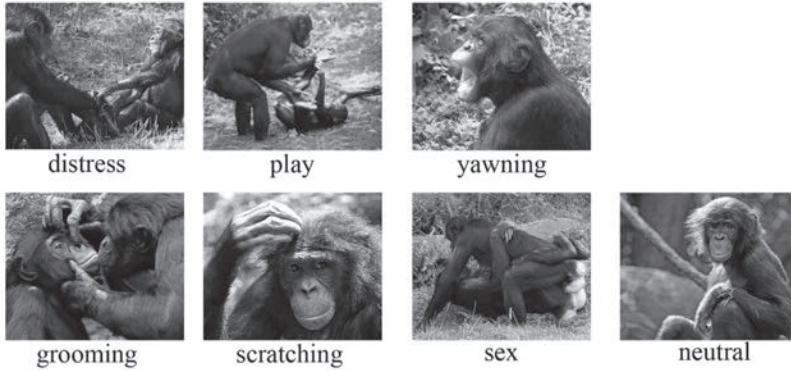 distress
play
yawning
grooming
scratching
sex
neutral